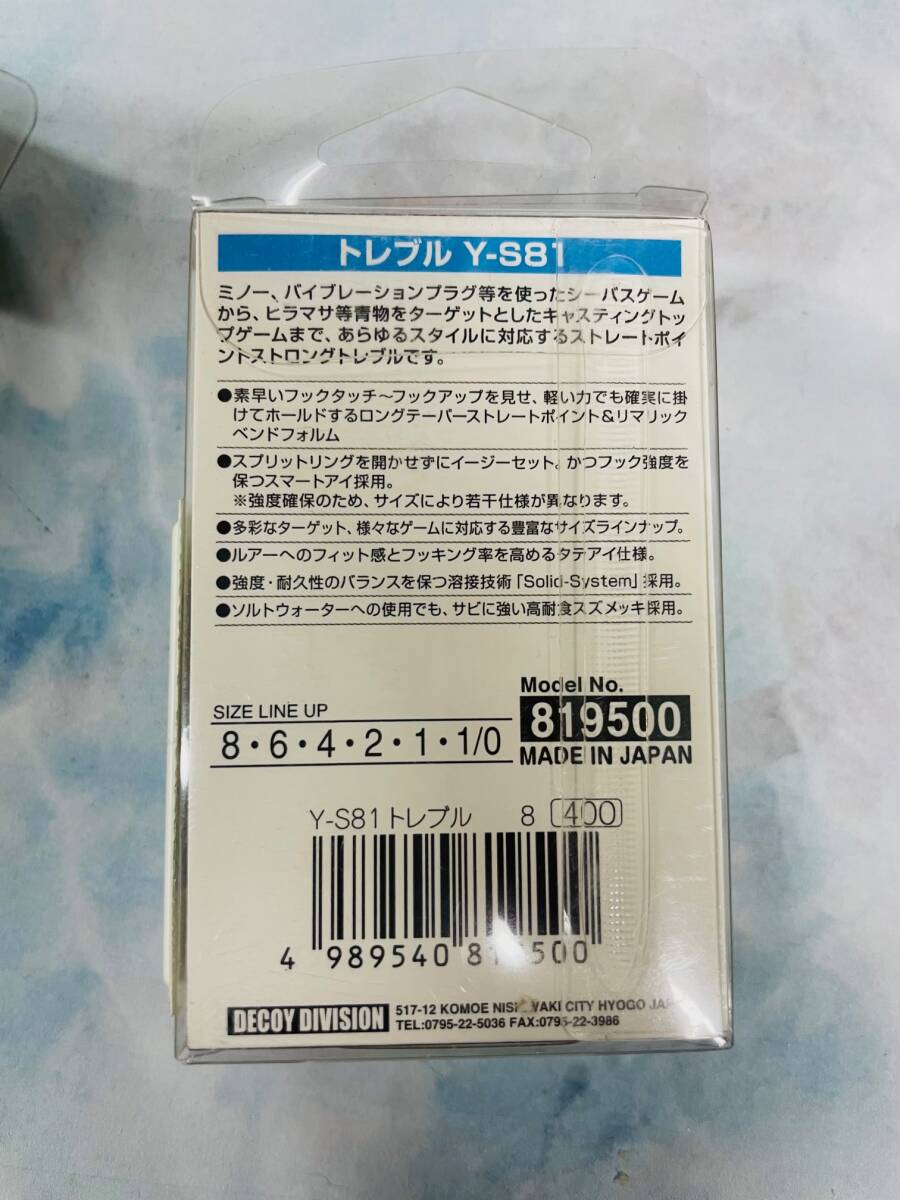 トレブル Y-S81
ミノー、バイブレーションプラグ等を使ったシーバスゲーム
から、ヒラマサ等青物をターゲットとしたキャスティングトッ
プゲームまで、あらゆるスタイルに対応するストレートポイ
ントストロングトレブルです。
●素早いフックタッチ〜フックアップを見せ、軽い力でも確実に掛
けてホールドするロングテーパーストレートポイント&リマリック
ベンドフォルム
●スプリットリングを開かせずにイージーセット。かつフック強度を
保つスマートアイ採用。
※強度確保のため、サイズにより若干仕様が異なります。
●多彩なターゲット、様々なゲームに対応する豊富なサイズラインナップ。
●ルアーへのフィット感とフッキング率を高めるタテアイ仕様。
●強度・耐久性のバランスを保つ溶接技術「Solid-System」採用。
●ソルトウォーターへの使用でも、サビに強い高耐食スズメッキ採用。
SIZE LINE UP
8・6・4・2・1・1/0
Model No.
819500
MADE IN JAPAN
Y-S81トレブル 8 400
4 989540 819500
DECOY DIVISION
517-12 KOMOE CITY HYOGO
TEL:0795-22-5036 FAX:0795-22-3986